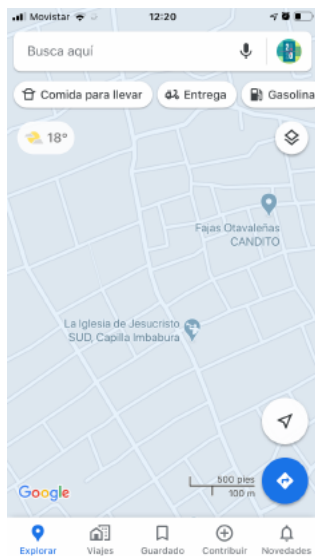 Movistar
12:20
Busca aquí
Comida para llevar
Entrega
Gasolina
18°
Fajas Otavaleñas
CANDITO
La Iglesia de Jesucristo
SUD, Capilla Imbabura
500 pies
100 m
Google
Explorar
Viajes
Guardado
Contribuir
Novedades